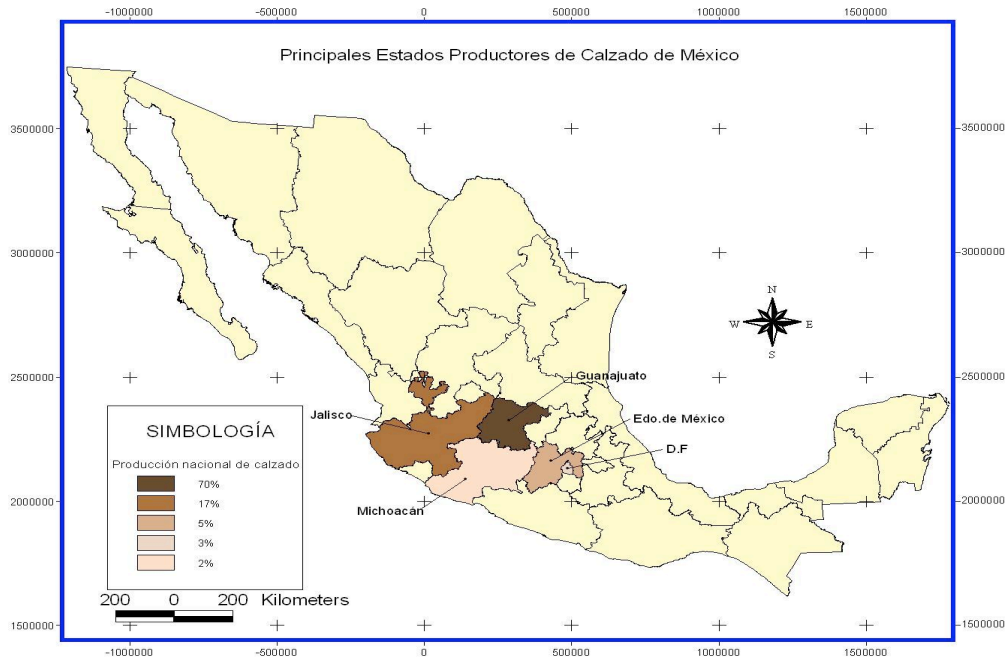 -1000000 -500000 0 500000 1000000 1500000
Principales Estados Productores de Calzado de México
3500000 3500000
3000000 3000000
N
W E
S
2500000 2500000
Guanajuato
Jalisco
Edo.de México
D.F
Michoacán
SIMBOLOGÍA
Producción nacional de calzado
70%
17%
5%
3%
2%
2000000 2000000
200 0 200 Kilometers
1500000 1500000
-1000000 -500000 0 500000 1000000 1500000